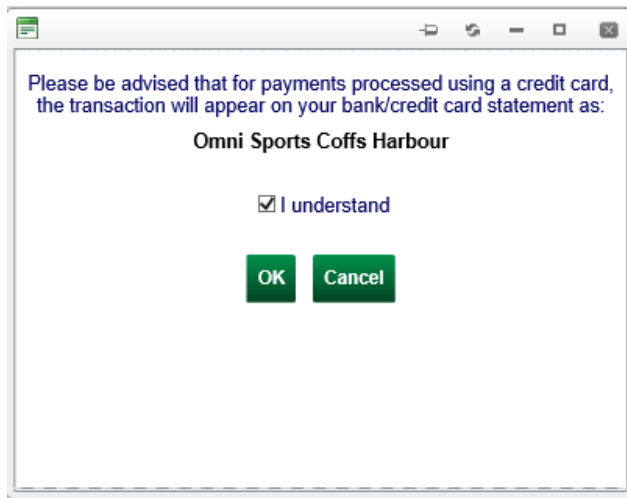 Please be advised that for payments processed using a credit card,
the transaction will appear on your bank/credit card statement as:
Omni Sports Coffs Harbour
I understand
OK Cancel